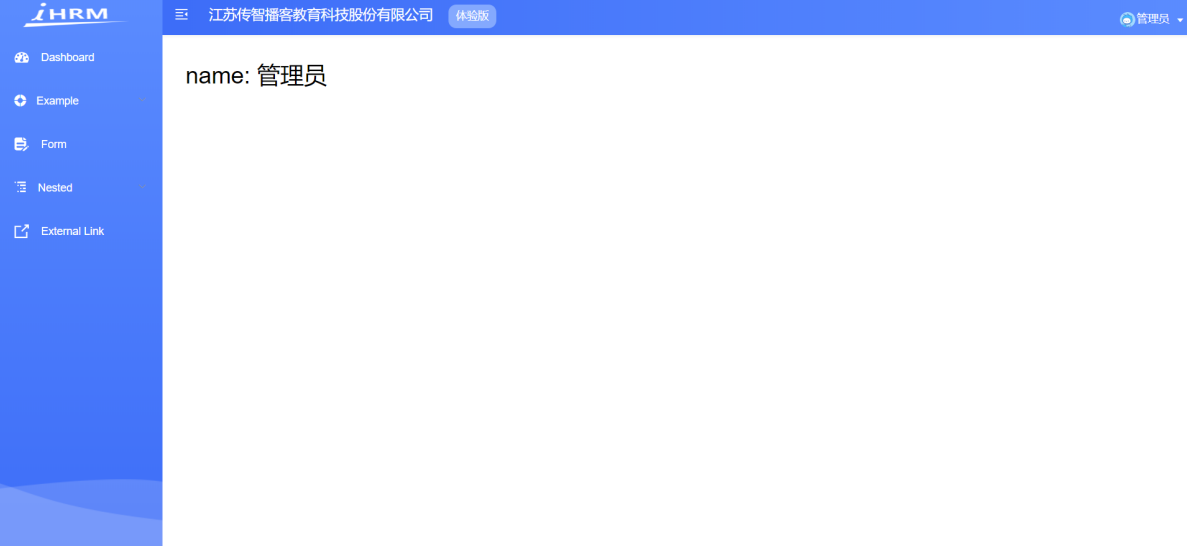 iHRM
江苏传智播客教育科技股份有限公司 体验版
管理员
Dashboard
Example
Form
Nested
External Link
name: 管理员